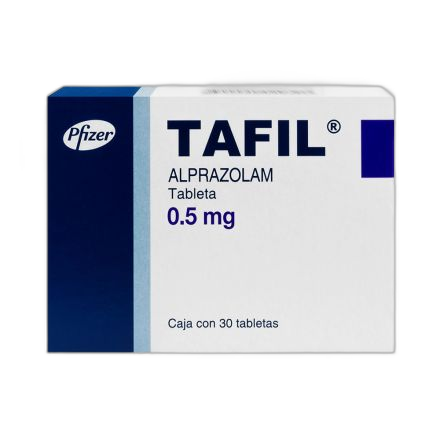 Pfizer
TAFIL®
ALPRAZOLAM
Tableta
0.5 mg
Caja con 30 tabletas